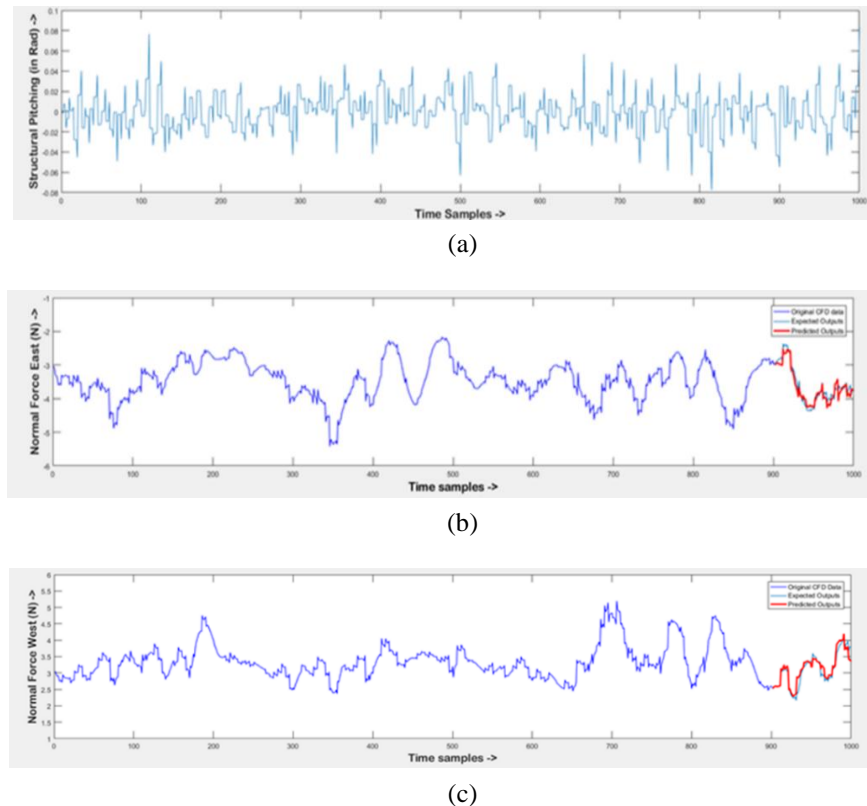 Structural Pitching (in Rad) ->
0.1
0.08
0.06
0.04
0.02
0
-0.02
-0.04
-0.06
-0.08
0 100 200 300 400 500 600 700 800 900 1000
Time Samples ->
(a)
Normal Force East (N) ->
-1
-2
-3
-4
-5
-6
Original CFD data
Expected Outputs
Predicted Outputs
0 100 200 300 400 500 600 700 800 900 1000
Time samples ->
(b)
Normal Force West (N) ->
6
5.5
5
4.5
4
3.5
3
2.5
2
1.5
1
Original CFD Data
Expected Outputs
Predicted Outputs
0 100 200 300 400 500 600 700 800 900 1000
Time samples ->
(c)